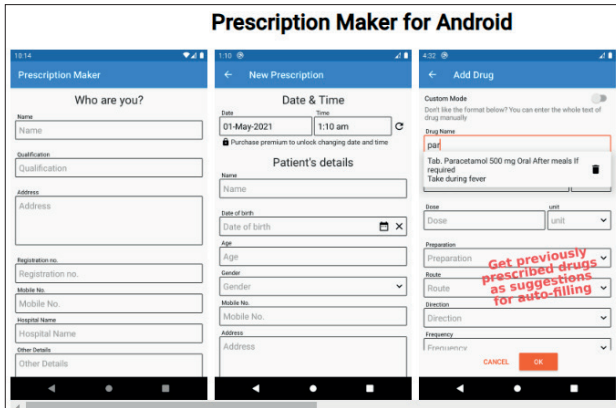 Prescription Maker for Android
10:14
Prescription Maker
Who are you?
Name
Name
Qualification
Qualification
Address
Address
Registration no.
Registration no.
Mobile No.
Mobile No.
Hospital Name
Hospital Name
Other Details
Other Details
1:10
New Prescription
Date & Time
Date
Time
01-May-2021
1:10 am
Purchase premium to unlock changing date and time
Patient's details
Name
Name
Date of birth
Date of birth
Age
Age
Gender
Gender
Mobile No.
Mobile No.
Address
Address
4:32
Add Drug
Custom Mode
Don't like the format below? You can enter the whole text of
drug manually
Drug Name
par
Tab. Paracetamol 500 mg Oral After meals If
required
Take during fever
Dose
unit
Dose
unit
Preparation
Preparation
Route
Route
Direction
Direction
Frequency
Frequency
Get previously
prescribed drugs
as suggestions
for auto-filling
CANCEL
OK